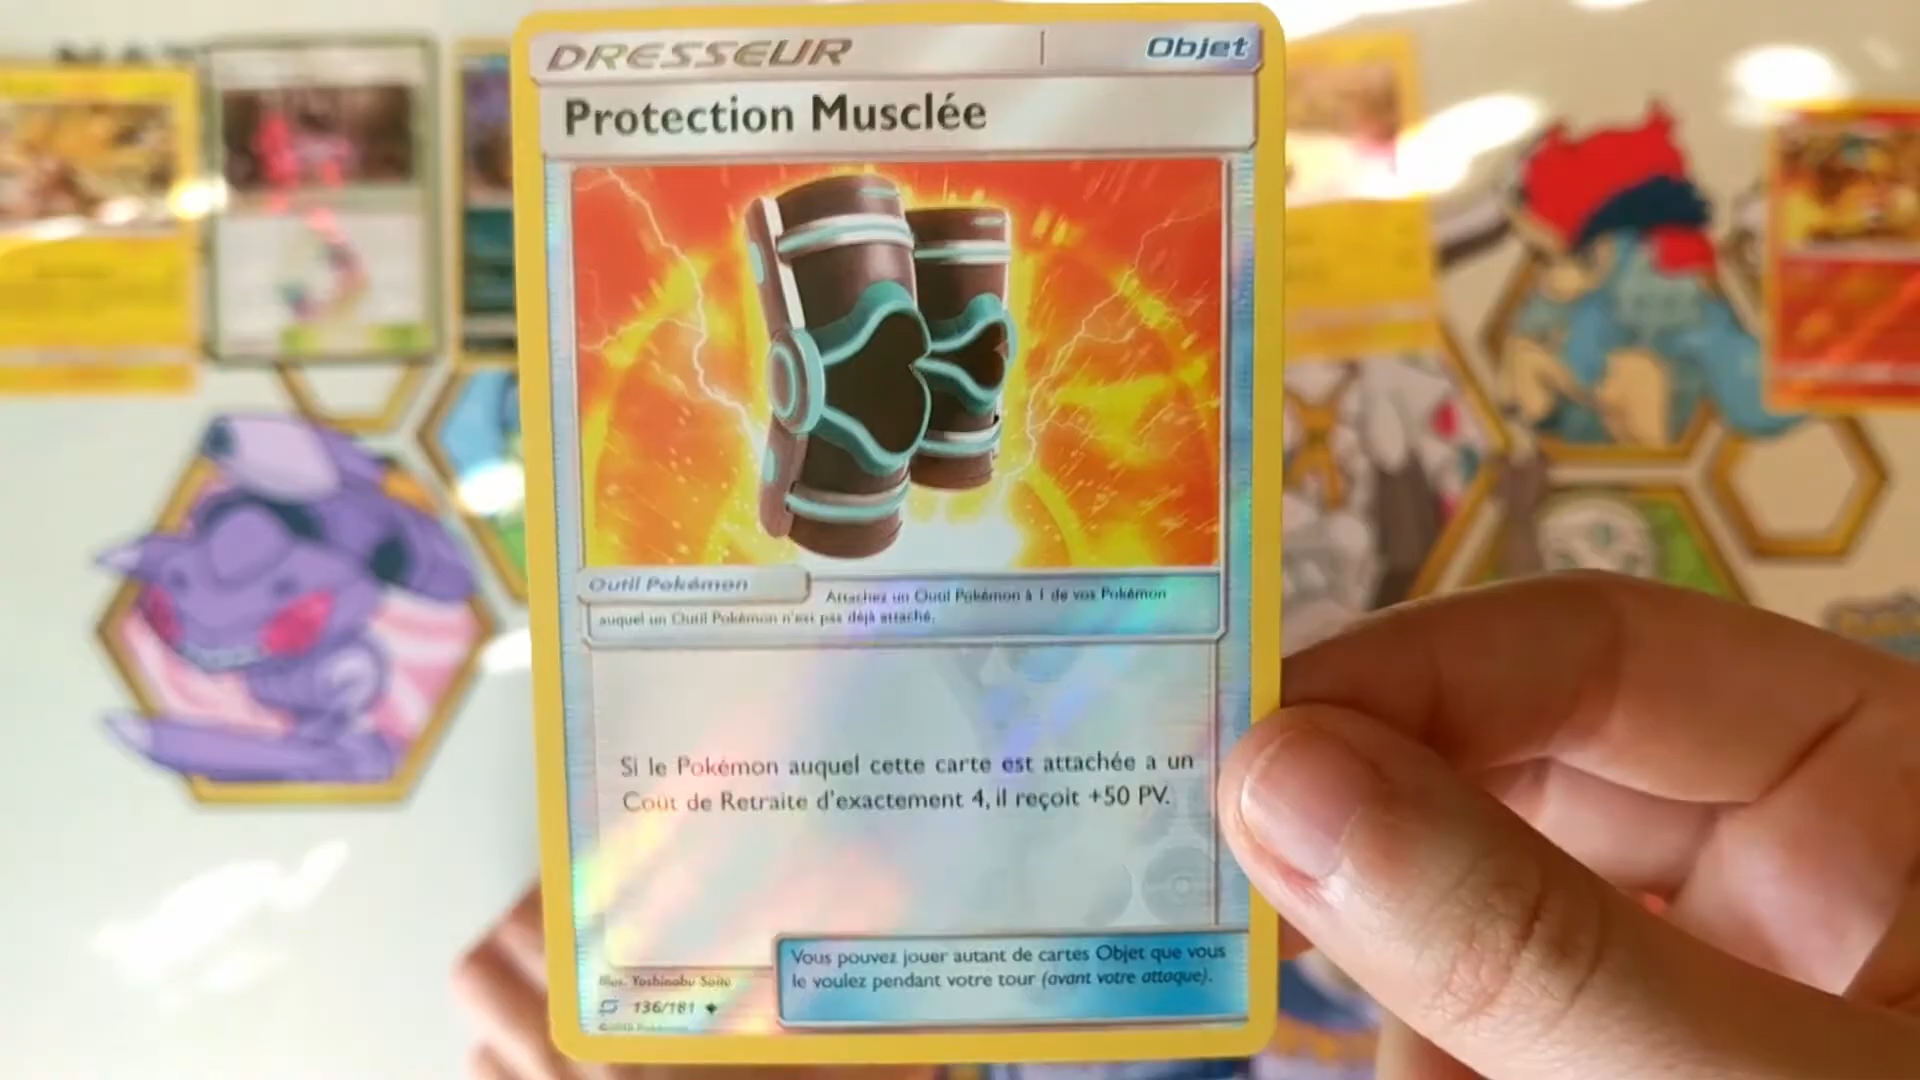 DRESSEUR
Objet
Protection Musclée
Outil Pokémon
Attachez un Outil Pokémon à 1 de vos Pokémon
auquel un Outil Pokémon n'est pas déjà attaché.
Si le Pokémon auquel cette carte est attachée a un
Coût de Retraite d'exactement 4, il reçoit +50 PV.
Vous pouvez jouer autant de cartes Objet que vous
le voulez pendant votre tour (avant votre attaque).
Illus. Yoshinobu Saito
136/181